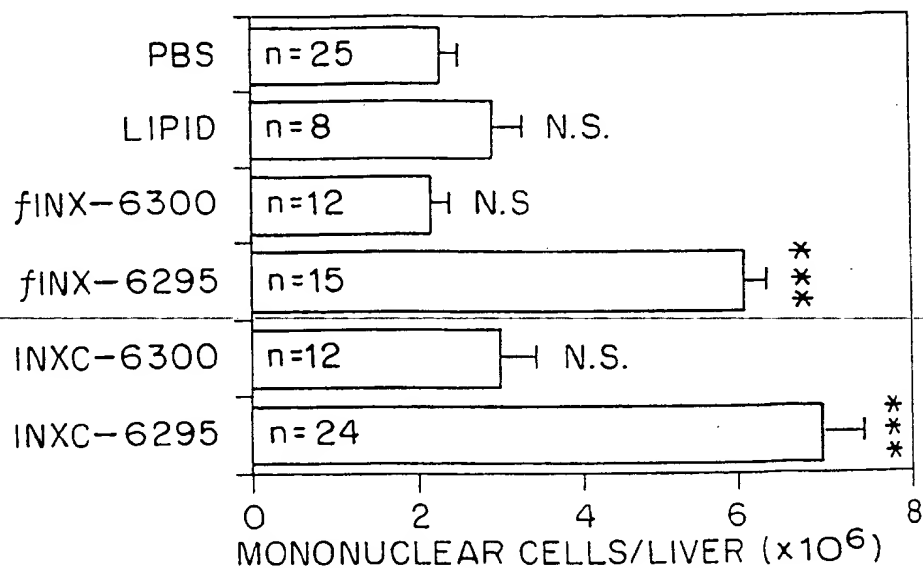 PBS n=25
LIPID n=8 N.S.
fINX-6300 n=12 N.S
fINX-6295 n=15 ***
INXC-6300 n=12 N.S.
INXC-6295 n=24 ***
0 2 4 6 8
MONONUCLEAR CELLS/LIVER (x10⁶)